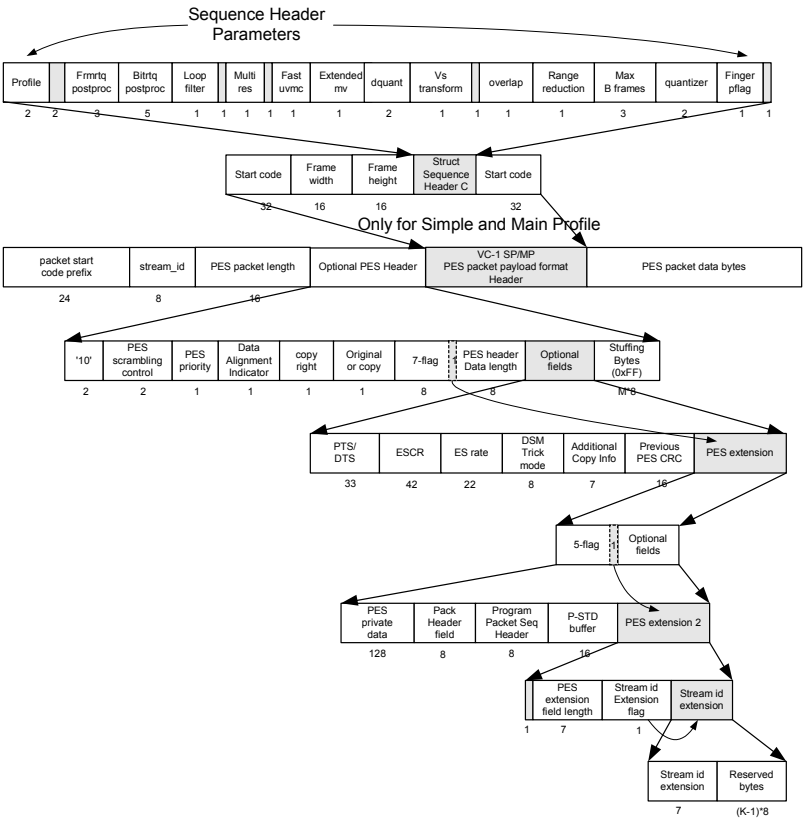 Sequence Header
Parameters
Profile
Frmrtq
postproc
Bitrtq
postproc
Loop
filter
Multi
res
Fast
uvmc
Extended
mv
dquant
Vs
transform
overlap
Range
reduction
Max
B frames
quantizer
Finger
pflag
2 2 3 5 1 1 1 1 1 1 2 1 1 1 1 3 2 1 1
Start code
Frame
width
Frame
height
Struct
Sequence
Header C
Start code
32 16 16 32
Only for Simple and Main Profile
packet start
code prefix
stream_id
PES packet length
Optional PES Header
VC-1 SP/MP
PES packet payload format
Header
PES packet data bytes
24 8 16
'10'
PES
scrambling
control
PES
priority
Data
Alignment
Indicator
copy
right
Original
or copy
7-flag
1
PES header
Data length
Optional
fields
Stuffing
Bytes
(0xFF)
2 2 1 1 1 1 8 8 M*8
PTS/
DTS
ESCR
ES rate
DSM
Trick
mode
Additional
Copy Info
Previous
PES CRC
PES extension
33 42 22 8 7 16
5-flag
1
Optional
fields
PES
private
data
Pack
Header
field
Program
Packet Seq
Header
P-STD
buffer
PES extension 2
128 8 8 16
PES
extension
field length
Stream id
Extension
flag
Stream id
extension
1 7 1
Stream id
extension
Reserved
bytes
7 (K-1)*8